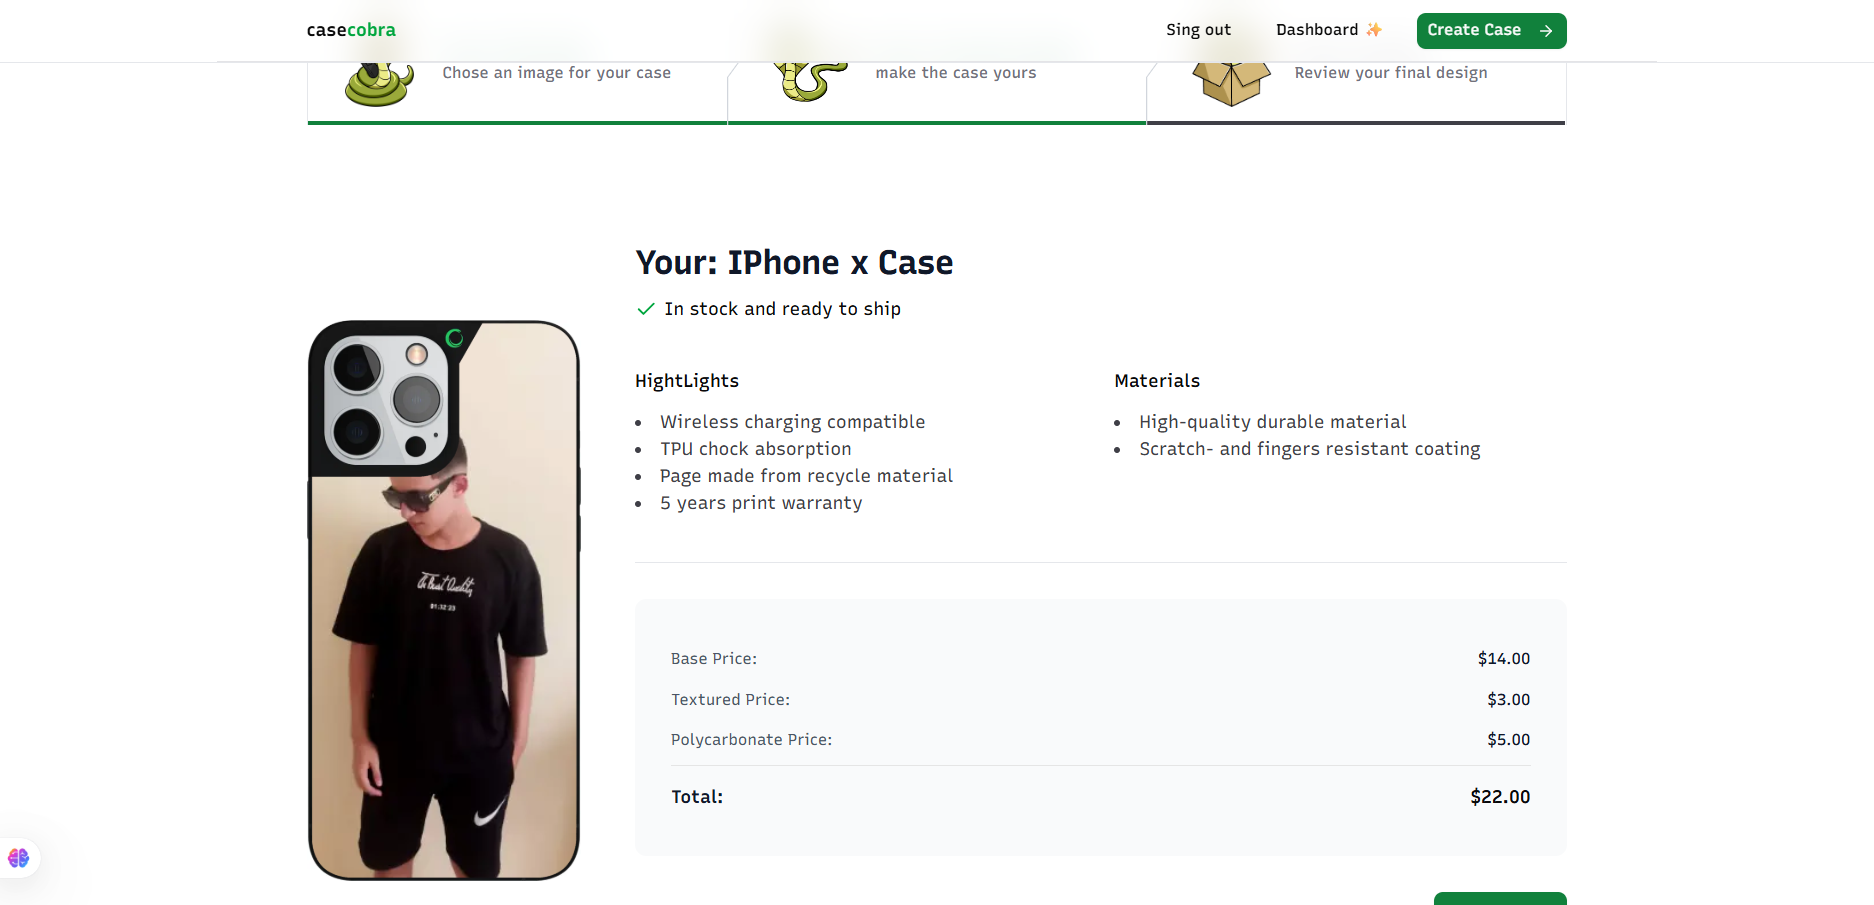 casecobra
Sing out
Dashboard ✨
Create Case →
Chose an image for your case
make the case yours
Review your final design
Your: IPhone x Case
In stock and ready to ship
HightLights
Wireless charging compatible
TPU chock absorption
Page made from recycle material
5 years print warranty
Materials
High-quality durable material
Scratch- and fingers resistant coating
01:32:23
Base Price: $14.00
Textured Price: $3.00
Polycarbonate Price: $5.00
Total: $22.00